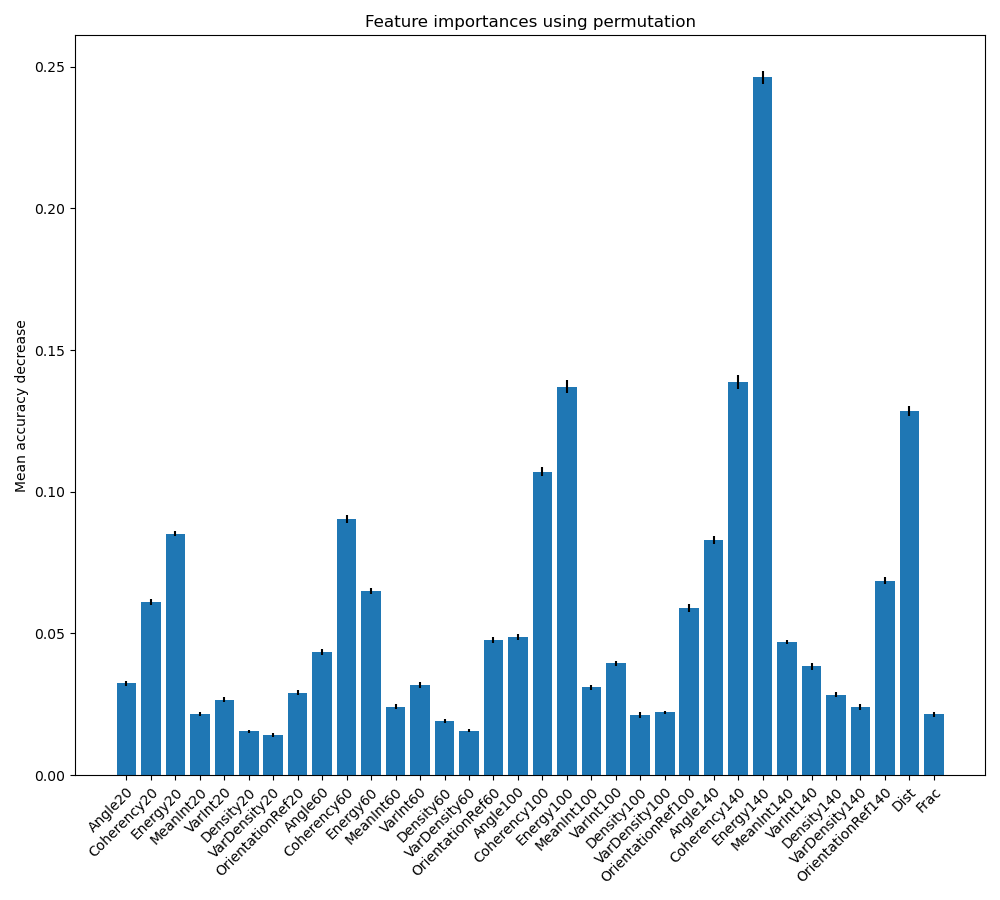 Feature importances using permutation
Mean accuracy decrease
0.25
0.20
0.15
0.10
0.05
0.00
Angle20
Coherency20
Energy20
MeanInt20
VarInt20
Density20
VarDensity20
OrientationRef20
Angle60
Coherency60
Energy60
MeanInt60
VarInt60
Density60
VarDensity60
OrientationRef60
Angle100
Coherency100
Energy100
MeanInt100
VarInt100
Density100
VarDensity100
OrientationRef100
Angle140
Coherency140
Energy140
MeanInt140
VarInt140
Density140
VarDensity140
OrientationRef140
Dist
Frac